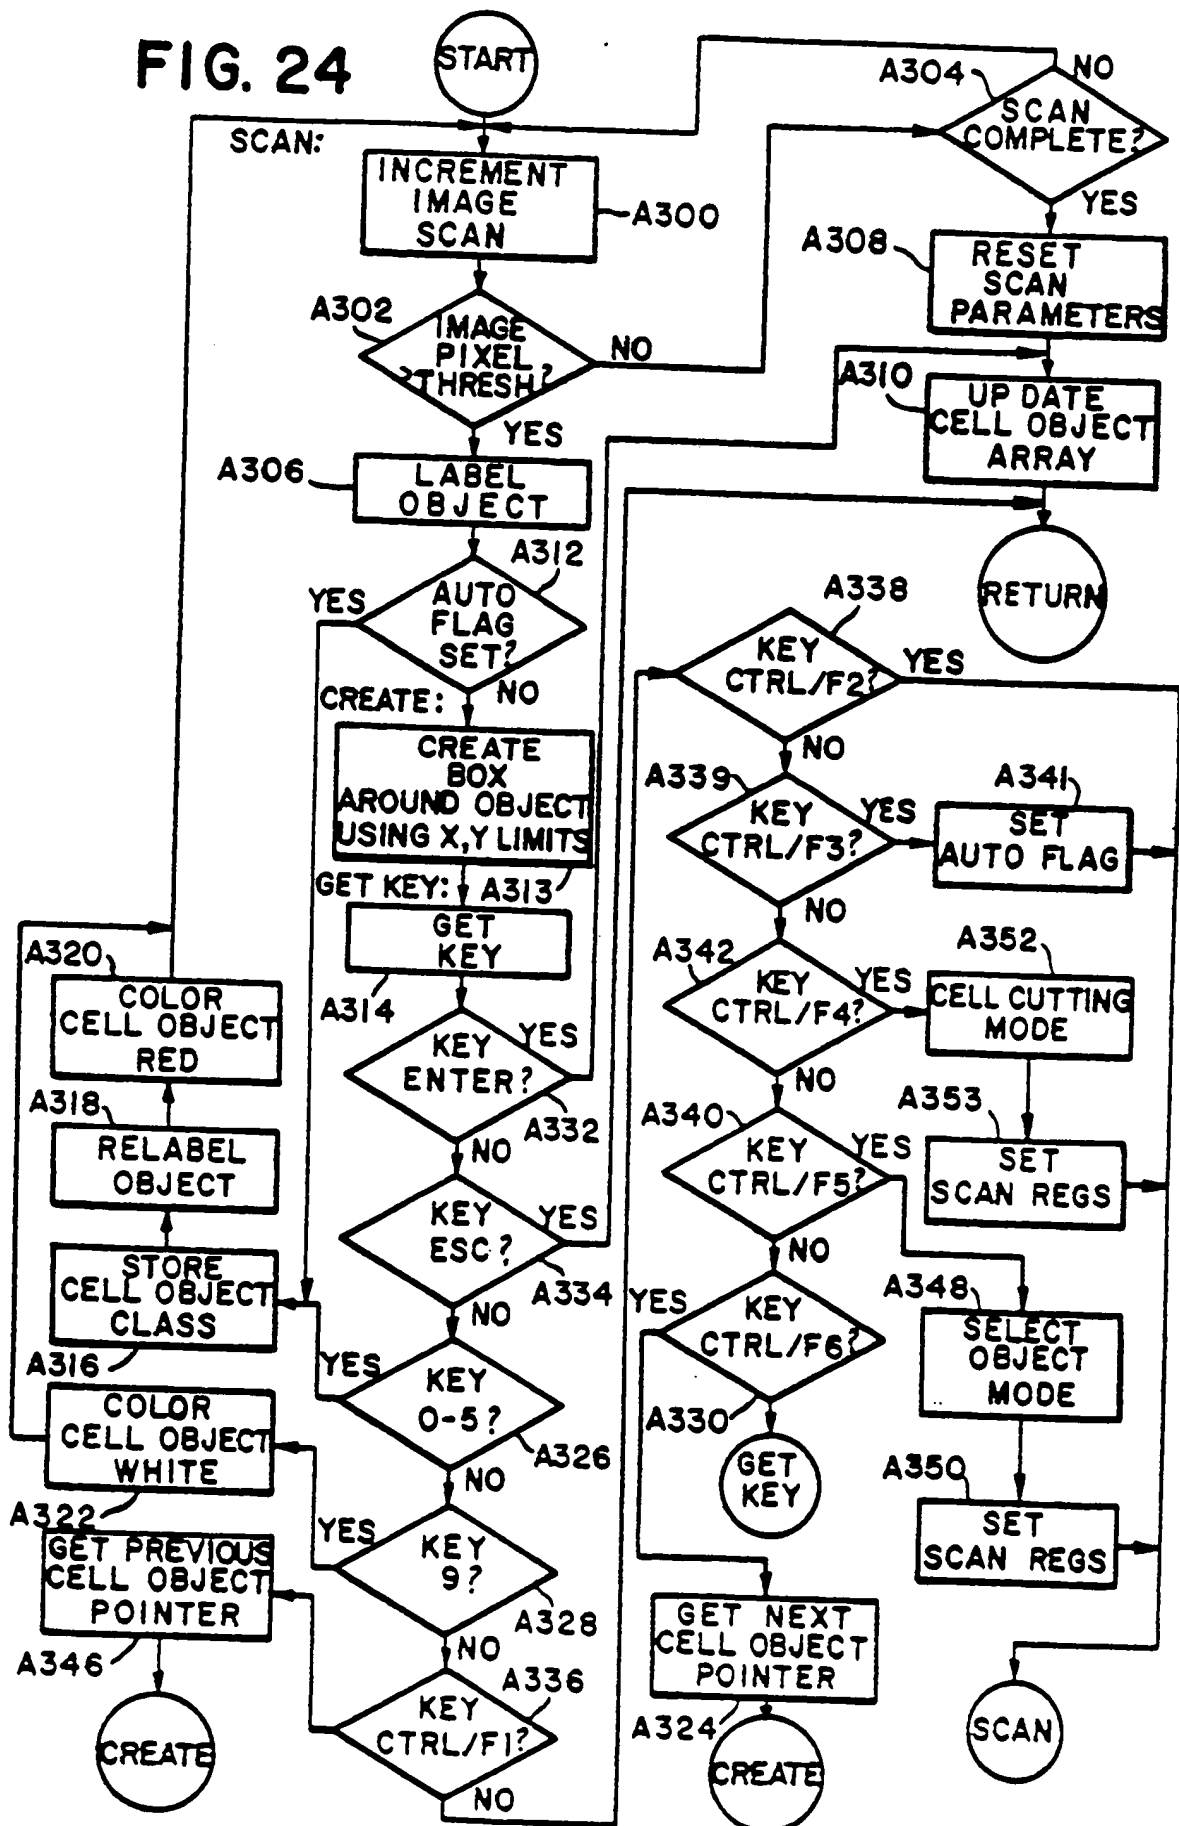 FIG. 24
START
SCAN:
INCREMENT
IMAGE
SCAN
A300
A302
IMAGE
PIXEL
>THRESH?
NO
YES
A304
SCAN
COMPLETE?
NO
YES
A308
RESET
SCAN
PARAMETERS
A310
UP DATE
CELL OBJECT
ARRAY
RETURN
A306
LABEL
OBJECT
A312
AUTO
FLAG
SET?
YES
NO
CREATE:
CREATE
BOX
AROUND OBJECT
USING X,Y LIMITS
A313
GET KEY:
GET
KEY
A314
KEY
ENTER?
YES
A332
NO
KEY
ESC?
YES
A334
NO
KEY
0-5?
YES
A326
NO
KEY
9?
YES
A328
NO
KEY
CTRL/F1?
A336
NO
A320
COLOR
CELL OBJECT
RED
A318
RELABEL
OBJECT
STORE
CELL OBJECT
CLASS
A316
COLOR
CELL OBJECT
WHITE
A322
GET PREVIOUS
CELL OBJECT
POINTER
A346
CREATE
A338
KEY
CTRL/F2?
YES
NO
A339
KEY
CTRL/F3?
YES
NO
A341
SET
AUTO FLAG
A342
KEY
CTRL/F4?
YES
NO
A352
CELL CUTTING
MODE
A353
SET
SCAN REGS
A340
KEY
CTRL/F5?
YES
NO
A348
SELECT
OBJECT
MODE
A350
SET
SCAN REGS
SCAN
YES
KEY
CTRL/F6?
A330
GET
KEY
GET NEXT
CELL OBJECT
POINTER
A324
CREATE